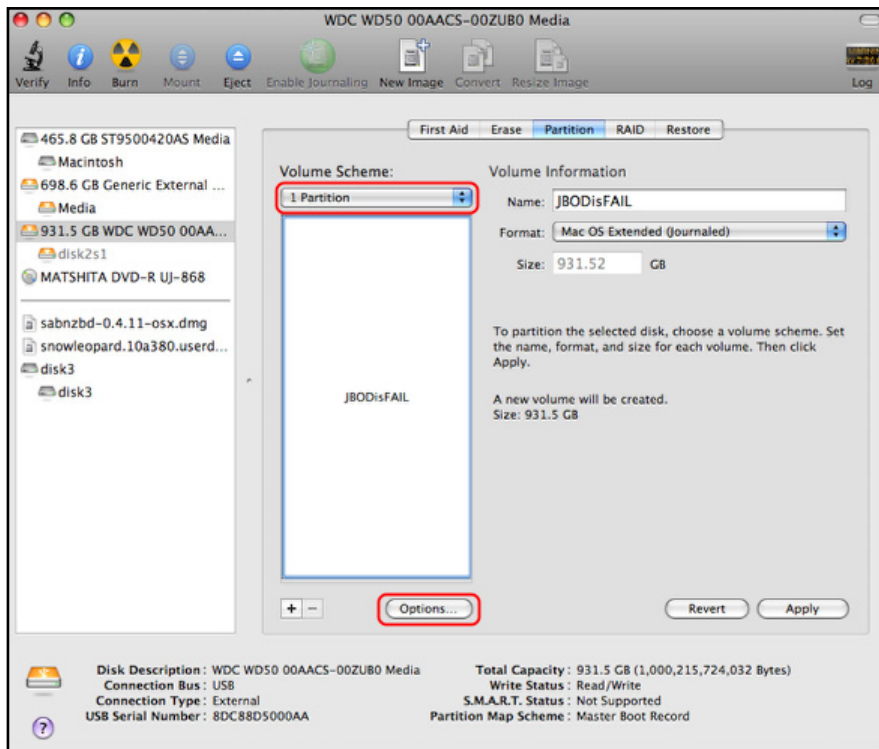 WDC WD50 00AACS-00ZUB0 Media
Verify Info Burn Mount Eject Enable Journaling New Image Convert Resize Image Log
465.8 GB ST9500420AS Media
Macintosh
698.6 GB Generic External ...
Media
931.5 GB WDC WD50 00AA...
disk2s1
MATSHITA DVD-R UJ-868
sabnzbd-0.4.11-osx.dmg
snowleopard.10a380.userd...
disk3
disk3
First Aid Erase Partition RAID Restore
Volume Scheme:
1 Partition
JBODisFAIL
+ − Options...
Volume Information
Name: JBODisFAIL
Format: Mac OS Extended (Journaled)
Size: 931.52 GB
To partition the selected disk, choose a volume scheme. Set
the name, format, and size for each volume. Then click
Apply.
A new volume will be created.
Size: 931.5 GB
Revert Apply
Disk Description : WDC WD50 00AACS-00ZUB0 Media
Connection Bus : USB
Connection Type : External
USB Serial Number : 8DC88D5000AA
Total Capacity : 931.5 GB (1,000,215,724,032 Bytes)
Write Status : Read/Write
S.M.A.R.T. Status : Not Supported
Partition Map Scheme : Master Boot Record
?